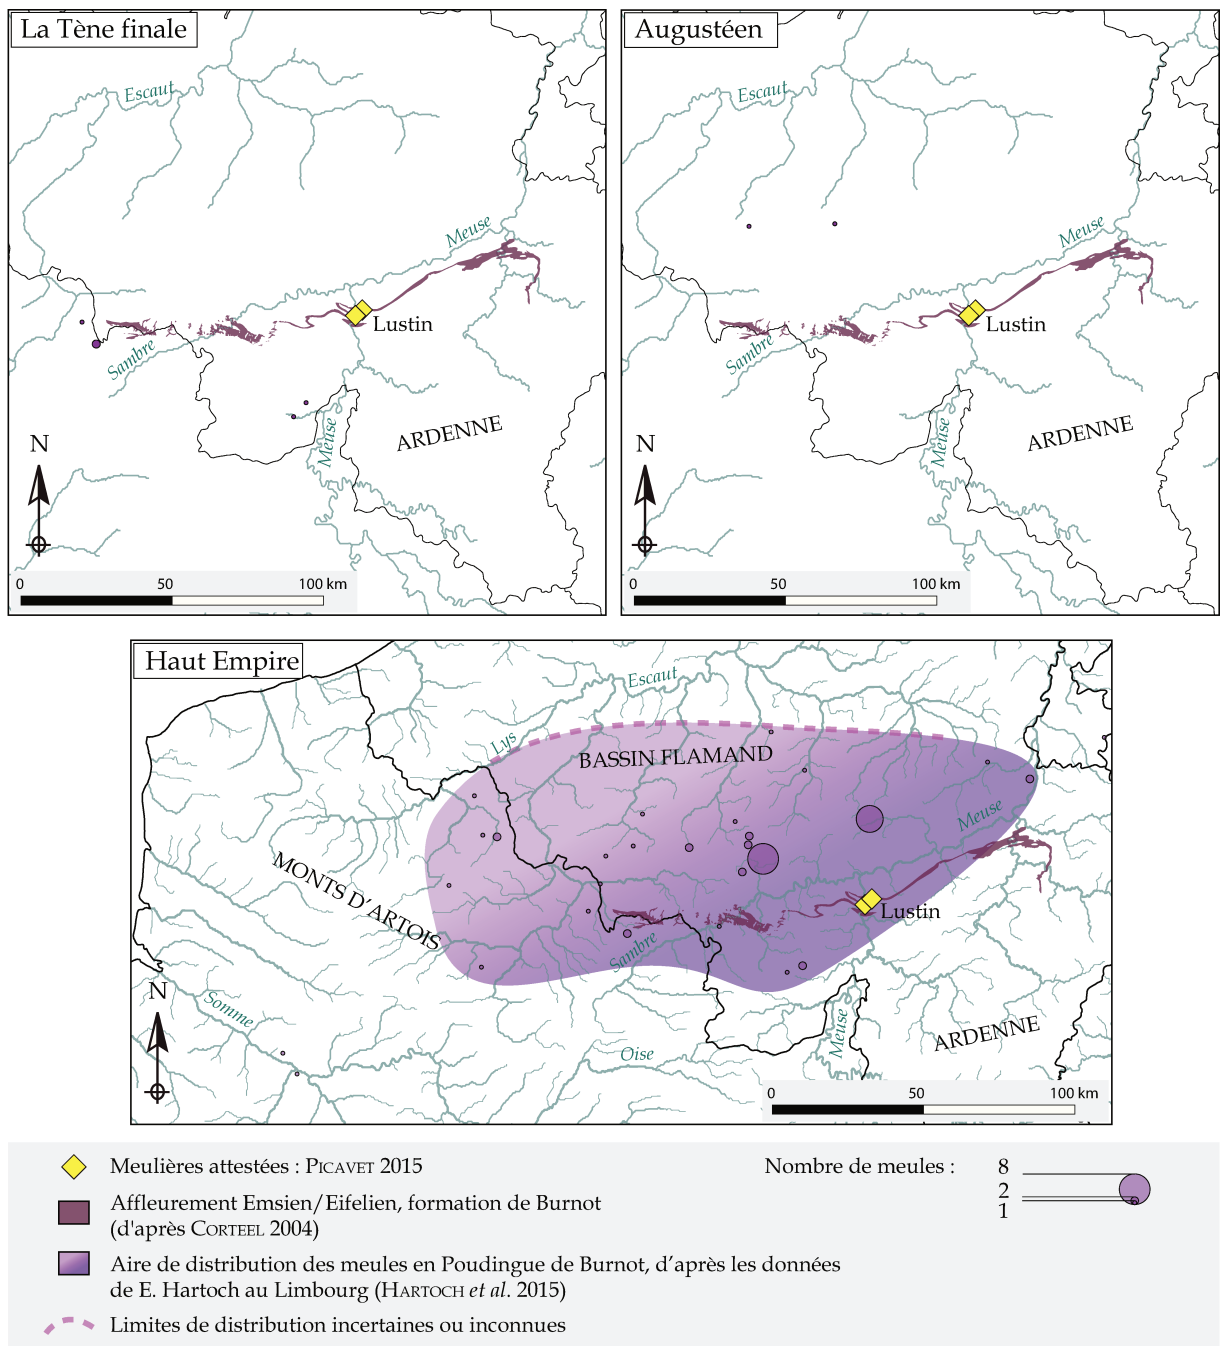 La Tène finale
Escaut
Meuse
Lustin
Sambre
Meuse
ARDENNE
N
0 50 100 km
Augustéen
Escaut
Meuse
Lustin
Sambre
Meuse
ARDENNE
N
0 50 100 km
Haut Empire
Escaut
Lys
BASSIN FLAMAND
Meuse
MONTS D'ARTOIS
Lustin
Sambre
N
Somme
Oise
Meuse
ARDENNE
0 50 100 km
Meulières attestées : PICAVET 2015
Affleurement Emsien/Eifelien, formation de Burnot
(d'après CORTEEL 2004)
Aire de distribution des meules en Poudingue de Burnot, d’après les données
de E. Hartoch au Limbourg (HARTOCH et al. 2015)
Limites de distribution incertaines ou inconnues
Nombre de meules :
8
2
1